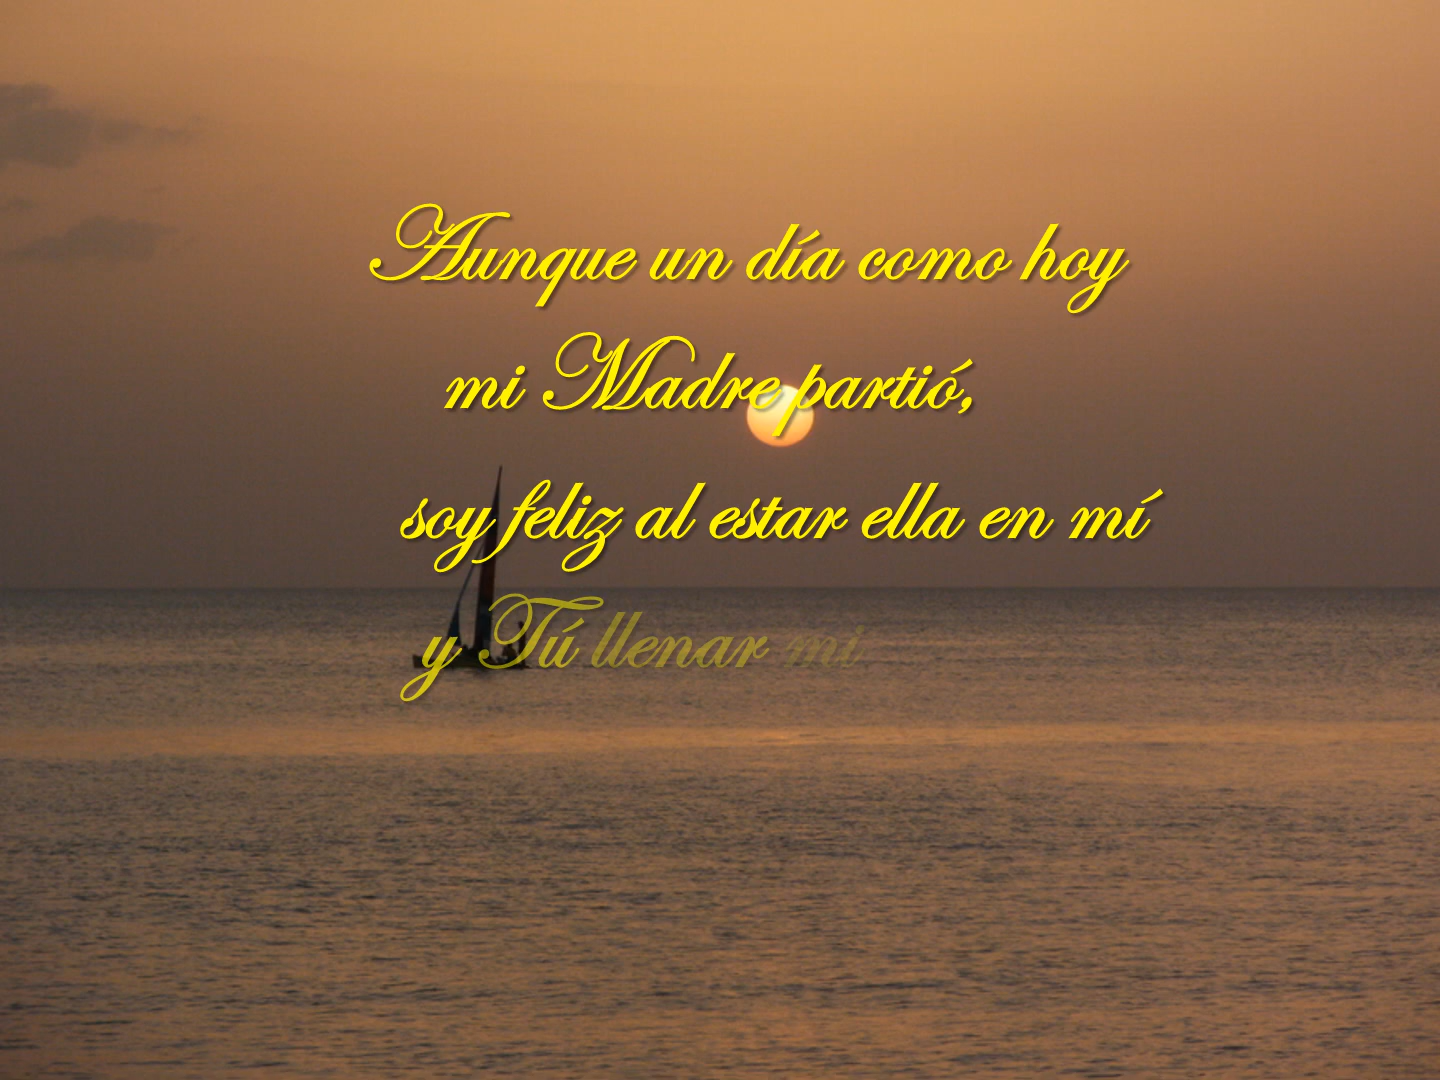 Aunque un día como hoy
mi Madre partió,
soy feliz al estar ella en mí
y Tú llenar mi